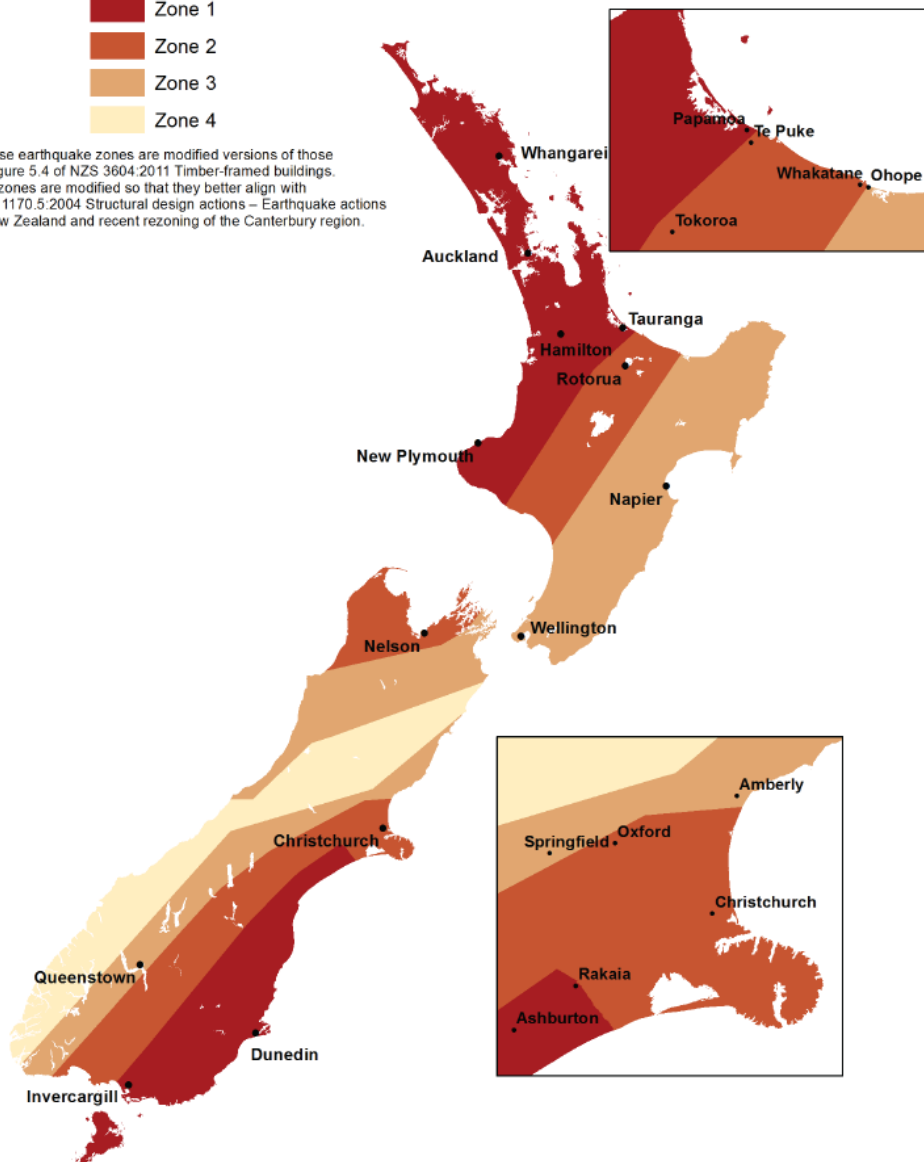 Zone 1
Zone 2
Zone 3
Zone 4
se earthquake zones are modified versions of those
gure 5.4 of NZS 3604:2011 Timber-framed buildings.
zones are modified so that they better align with
1170.5:2004 Structural design actions – Earthquake actions
w Zealand and recent rezoning of the Canterbury region.
Papamoa
Te Puke
Whakatane
Ohope
Tokoroa
Whangarei
Auckland
Tauranga
Hamilton
Rotorua
New Plymouth
Napier
Wellington
Nelson
Christchurch
Queenstown
Dunedin
Invercargill
Amberly
Oxford
Springfield
Christchurch
Rakaia
Ashburton